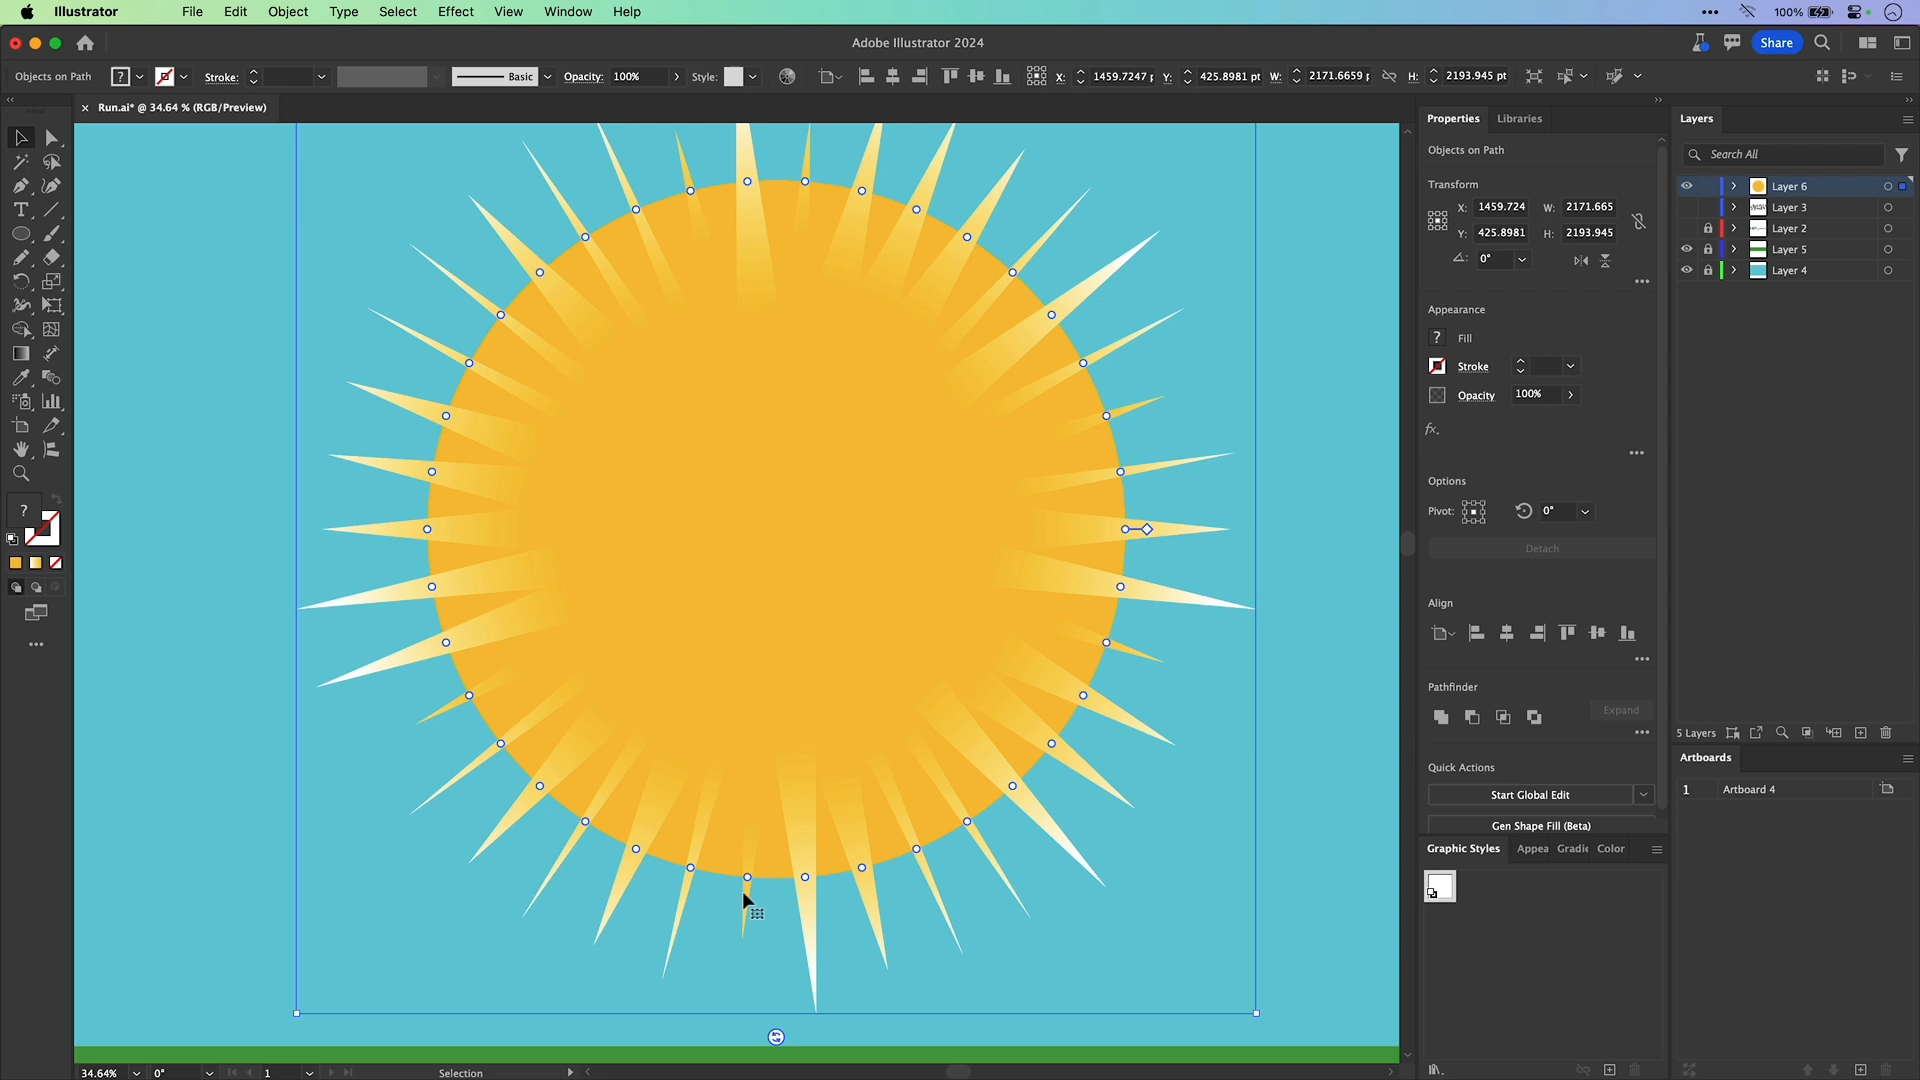 Illustrator File Edit Object Type Select Effect View Window Help 100%
Adobe Illustrator 2024 Share
Objects on Path ? Stroke: Basic Opacity: 100% Style: X: 1459.7247 Y: 425.8981 pt W: 2171.6659 H: 2193.945 pt
× Run.ai* @ 34.64 % (RGB/Preview)
Properties Libraries
Objects on Path
Transform
X: 1459.724 W: 2171.665
Y: 425.8981 H: 2193.945
0°
Appearance
? Fill
Stroke
Opacity 100%
fx.
Options
Pivot: 0°
Detach
Align
Pathfinder
Expand
Quick Actions
Start Global Edit
Gen Shape Fill (Beta)
Graphic Styles Appea Gradie Color
Layers
Search All
Layer 6
Layer 3
Layer 2
Layer 5
Layer 4
5 Layers
Artboards
1 Artboard 4
?
34.64% 0° 1 Selection